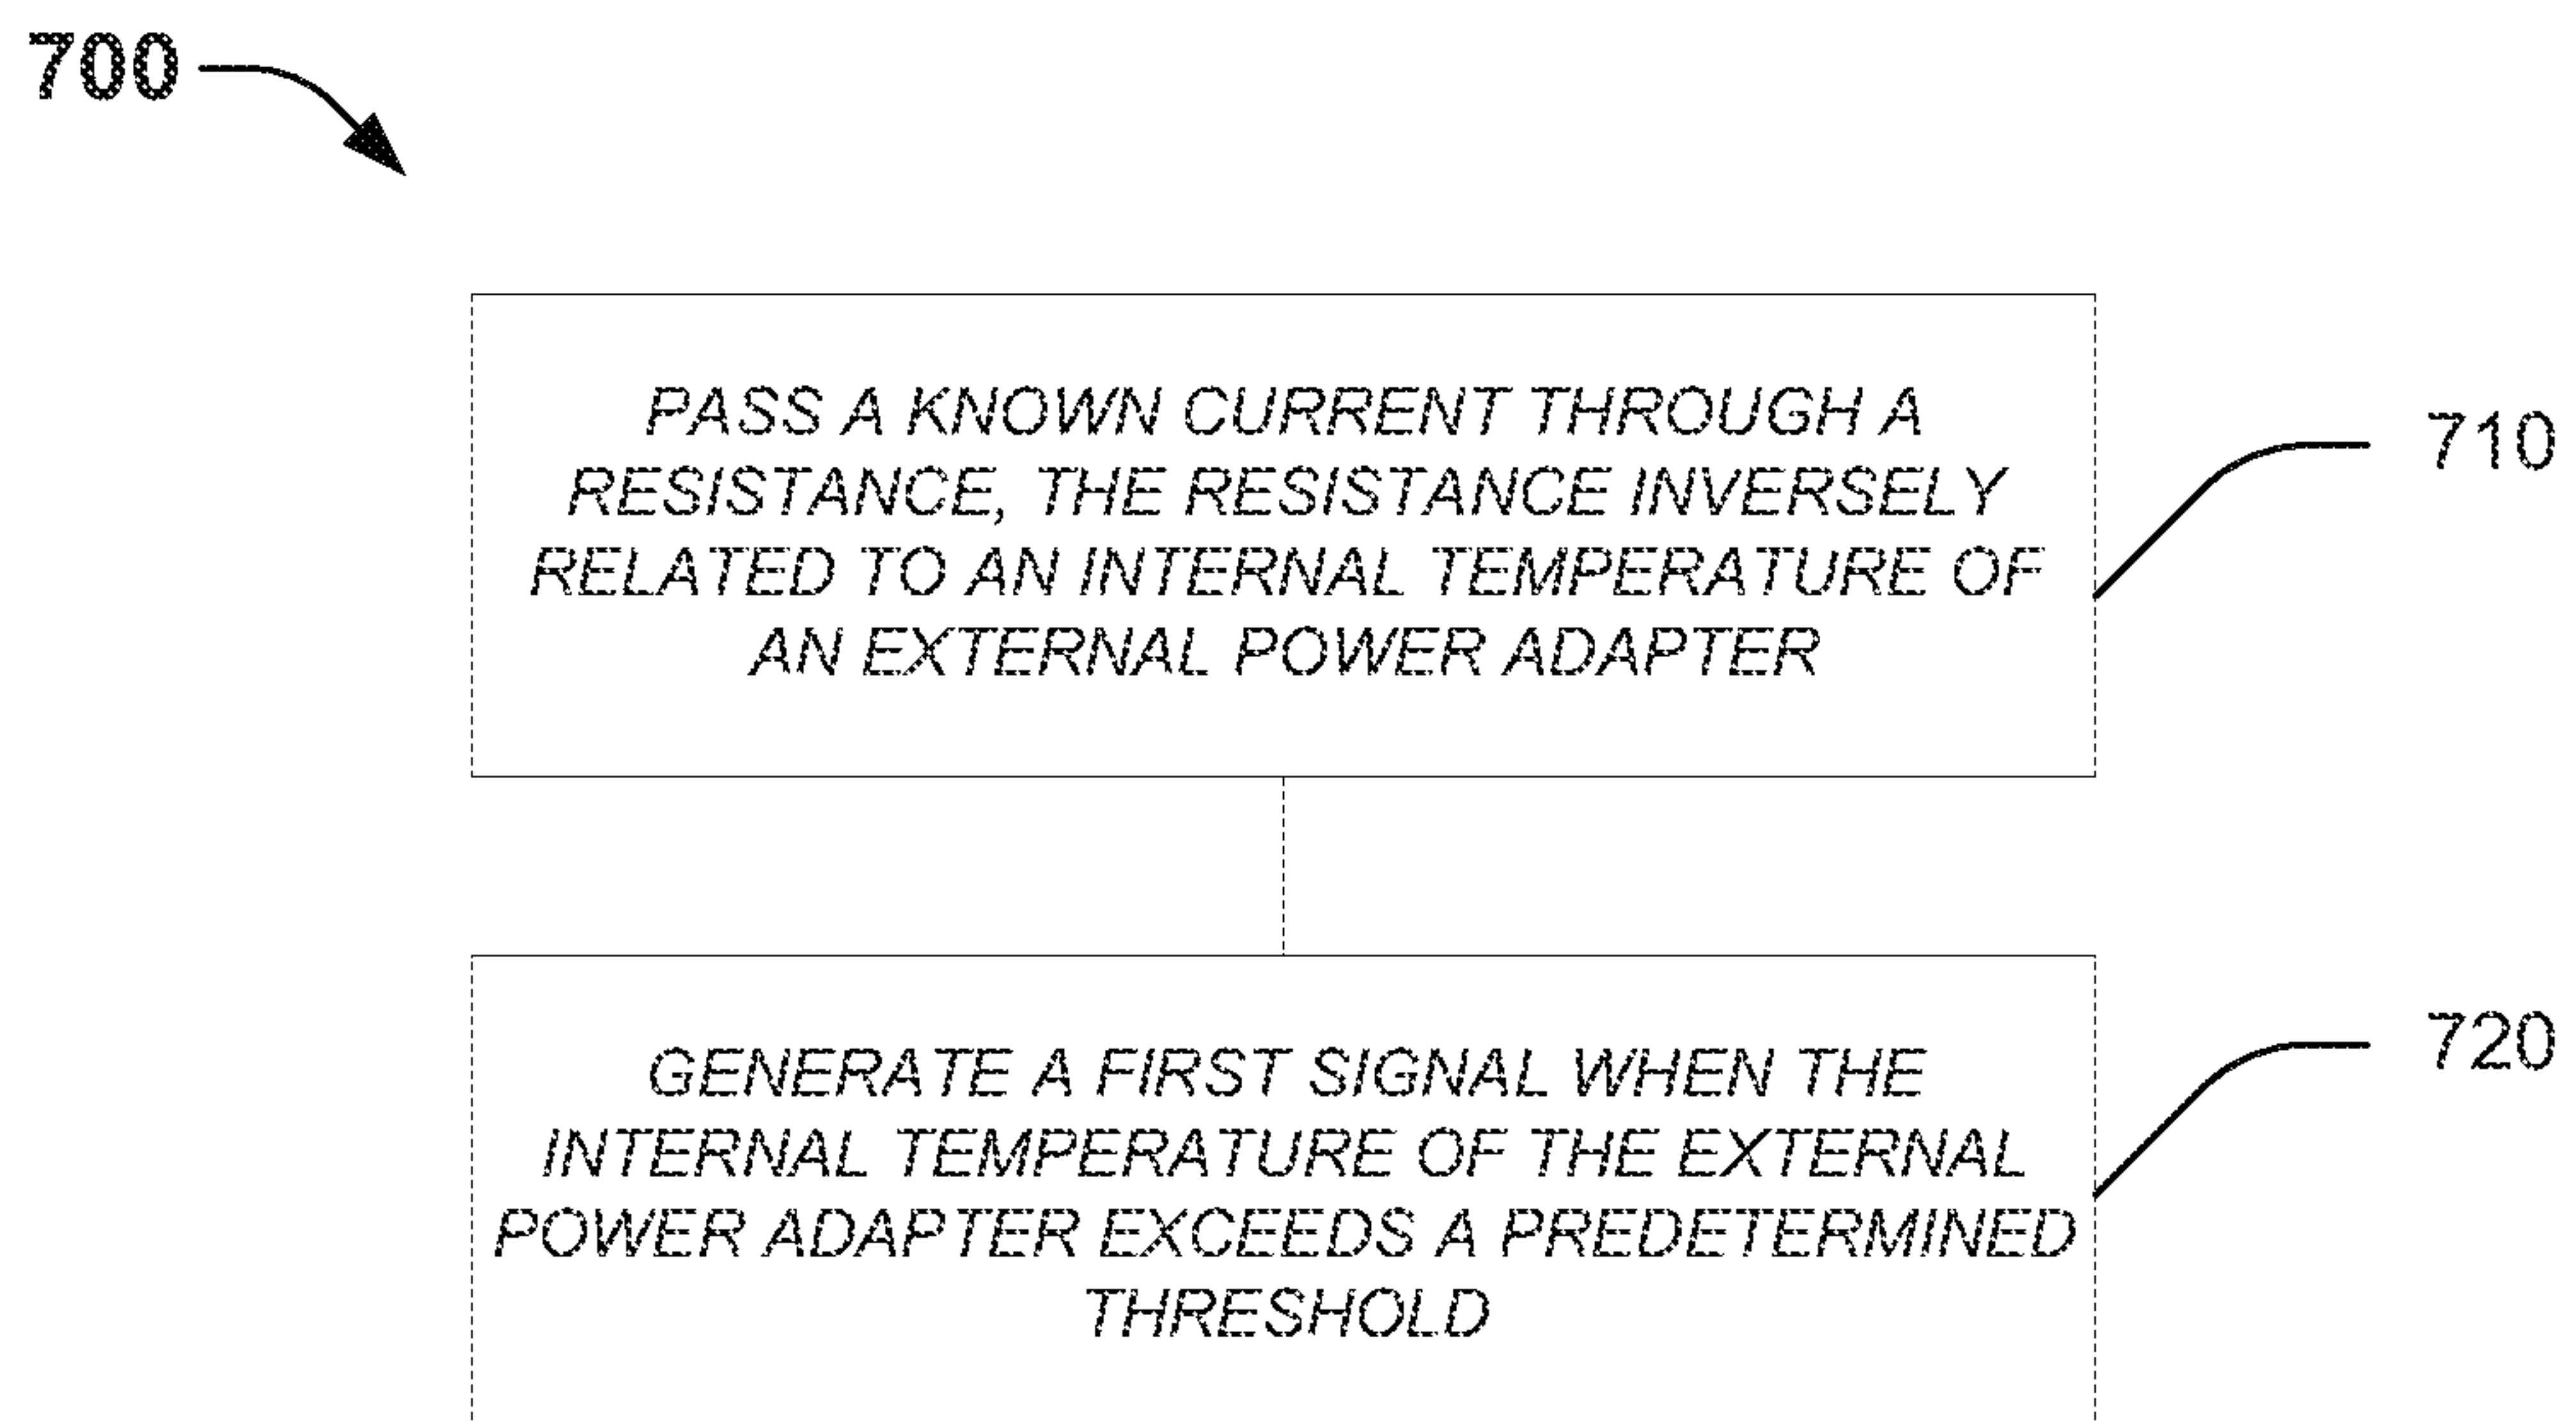 700
PASS A KNOWN CURRENT THROUGH A
RESISTANCE, THE RESISTANCE INVERSELY
RELATED TO AN INTERNAL TEMPERATURE OF
AN EXTERNAL POWER ADAPTER
710
GENERATE A FIRST SIGNAL WHEN THE
INTERNAL TEMPERATURE OF THE EXTERNAL
POWER ADAPTER EXCEEDS A PREDETERMINED
THRESHOLD
720